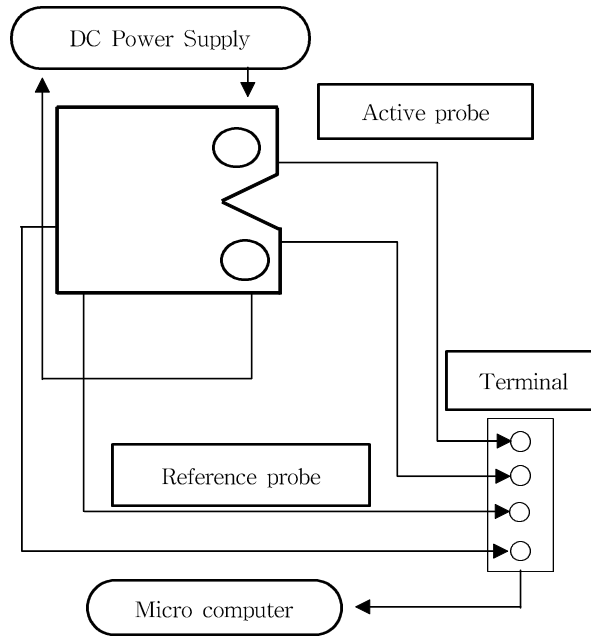 DC Power Supply
Active probe
Terminal
Reference probe
Micro computer